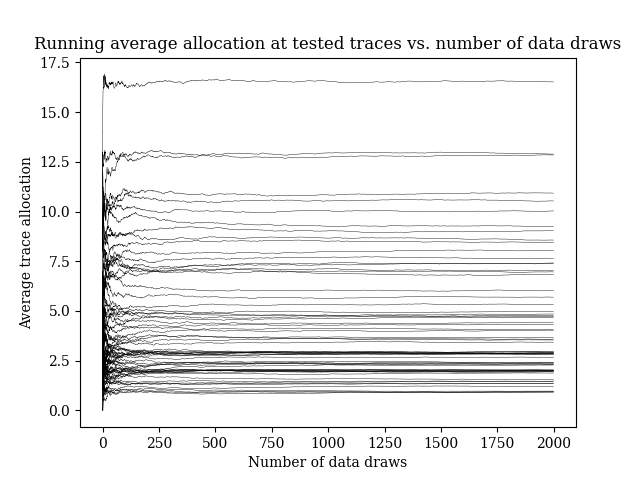 Running average allocation at tested traces vs. number of data draws
17.5
15.0
12.5
10.0
7.5
5.0
2.5
0.0
Average trace allocation
0 250 500 750 1000 1250 1500 1750 2000
Number of data draws